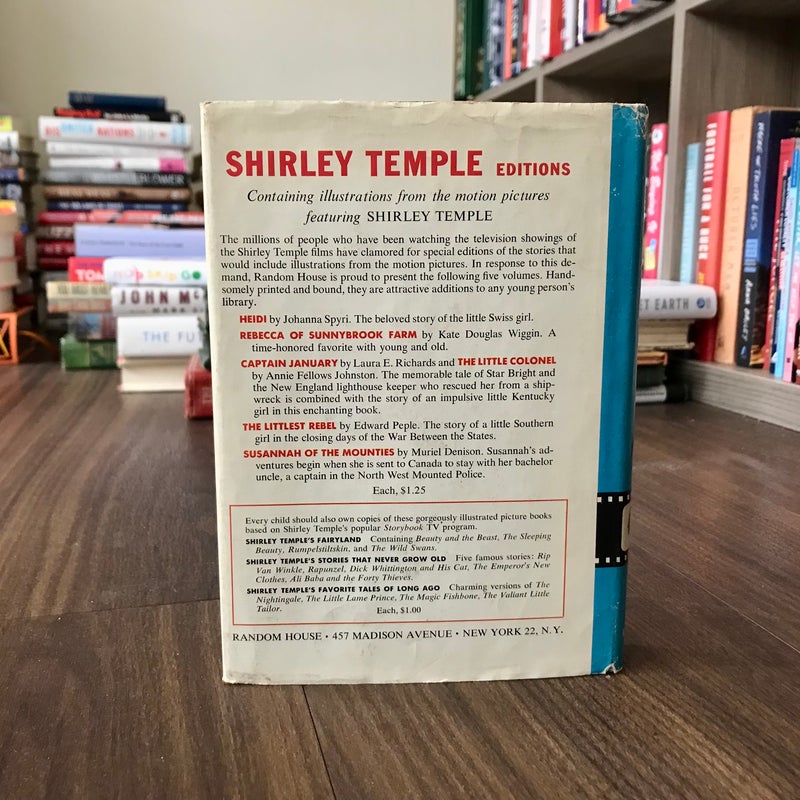 SHIRLEY TEMPLE EDITIONS
Containing illustrations from the motion pictures
featuring SHIRLEY TEMPLE
The millions of people who have been watching the television showings of
the Shirley Temple films have clamored for special editions of the stories that
would include illustrations from the motion pictures. In response to this de-
mand, Random House is proud to present the following five volumes. Hand-
somely printed and bound, they are attractive additions to any young person's
library.
HEIDI by Johanna Spyri. The beloved story of the little Swiss girl.
REBECCA OF SUNNYBROOK FARM by Kate Douglas Wiggin. A
time-honored favorite with young and old.
CAPTAIN JANUARY by Laura E. Richards and THE LITTLE COLONEL
by Annie Fellows Johnston. The memorable tale of Star Bright and
the New England lighthouse keeper who rescued her from a ship-
wreck is combined with the story of an impulsive little Kentucky
girl in this enchanting book.
THE LITTLEST REBEL by Edward Peple. The story of a little Southern
girl in the closing days of the War Between the States.
SUSANNAH OF THE MOUNTIES by Muriel Denison. Susannah's ad-
ventures begin when she is sent to Canada to stay with her bachelor
uncle, a captain in the North West Mounted Police.
Each, $1.25
Every child should also own copies of these gorgeously illustrated picture books
based on Shirley Temple's popular Storybook TV program.
SHIRLEY TEMPLE'S FAIRYLAND Containing Beauty and the Beast, The Sleeping
Beauty, Rumpelstiltskin, and The Wild Swans.
SHIRLEY TEMPLE'S STORIES THAT NEVER GROW OLD Five famous stories: Rip
Van Winkle, Rapunzel, Dick Whittington and His Cat, The Emperor's New
Clothes, Ali Baba and the Forty Thieves.
SHIRLEY TEMPLE'S FAVORITE TALES OF LONG AGO Charming versions of The
Nightingale, The Little Lame Prince, The Magic Fishbone, The Valiant Little
Tailor. Each, $1.00
RANDOM HOUSE • 457 MADISON AVENUE • NEW YORK 22, N.Y.
UNITED NATIONS
JOHN
THE FU
ET EARTH
FOOTBALL FOR A BUCK